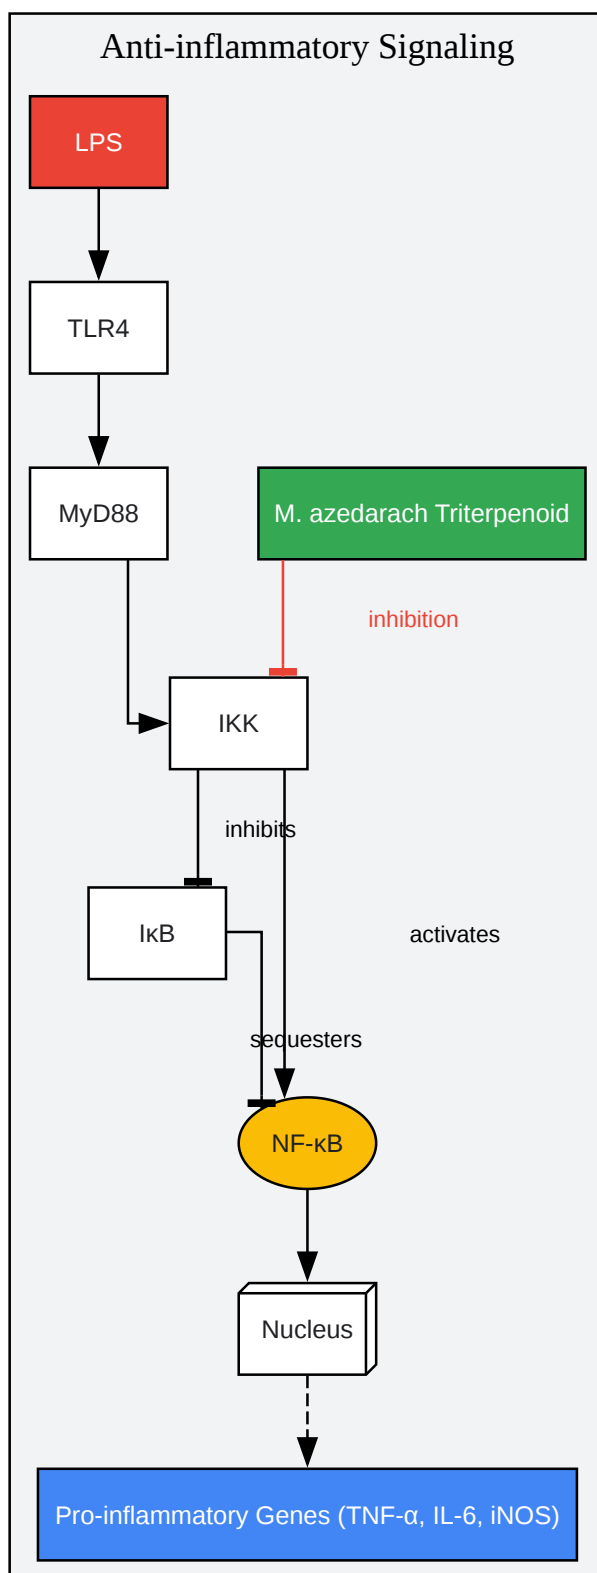 Anti-inflammatory Signaling
LPS
TLR4
MyD88
M. azedarach Triterpenoid
inhibition
IKK
inhibits
IκB
activates
sequesters
NF-κB
Nucleus
Pro-inflammatory Genes (TNF-α, IL-6, iNOS)